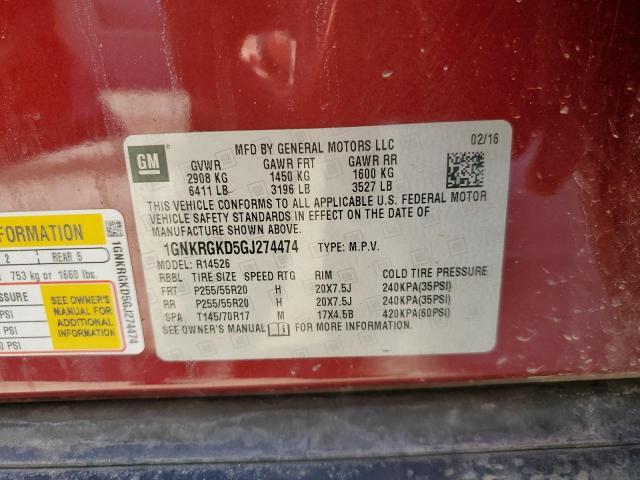 GM
MFD BY GENERAL MOTORS LLC
02/16
GVWR GAWR FRT GAWR RR
2908 KG 1450 KG 1600 KG
6411 LB 3196 LB 3527 LB
THIS VEHICLE CONFORMS TO ALL APPLICABLE U.S. FEDERAL MOTOR
VEHICLE SAFETY STANDARDS IN EFFECT ON THE DATE OF
MANUFACTURE SHOWN ABOVE.
1GNKRGKD5GJ274474 TYPE: M.P.V.
MODEL: R14526
RBBL TIRE SIZE SPEED RTG RIM COLD TIRE PRESSURE
FRT P255/55R20 H 20X7.5J 240KPA(35PSI)
RR P255/55R20 H 20X7.5J 240KPA(35PSI)
SPA T145/70R17 M 17X4.5B 420KPA(60PSI)
SEE OWNER'S MANUAL FOR MORE INFORMATION
FORMATION
2 REAR 5
753 kg or 1660 lbs.
SSURE
PSI
PSI
PSI
SEE OWNER'S
MANUAL FOR
ADDITIONAL
INFORMATION
1GNKRGKD5GJ274474